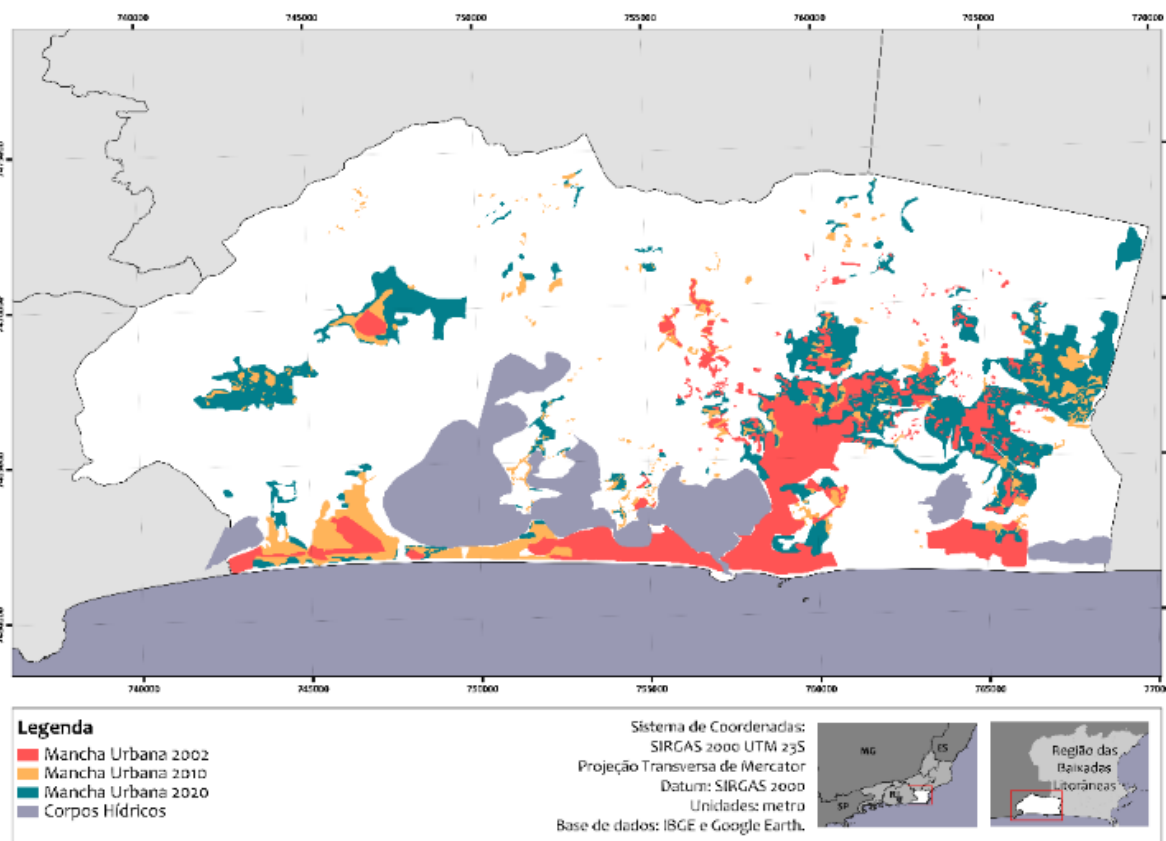 740000 745000 750000 755000 760000 765000 770000
740000 745000 750000 755000 760000 765000
Legenda
Mancha Urbana 2002
Mancha Urbana 2010
Mancha Urbana 2020
Corpos Hídricos
Sistema de Coordenadas:
SIRGAS 2000 UTM 23S
Projeção Transversa de Mercator
Datum: SIRGAS 2000
Unidades: metro
Base de dados: IBGE e Google Earth.
MG
ES
SP
RJ
Região das
Baixadas
Litorâneas